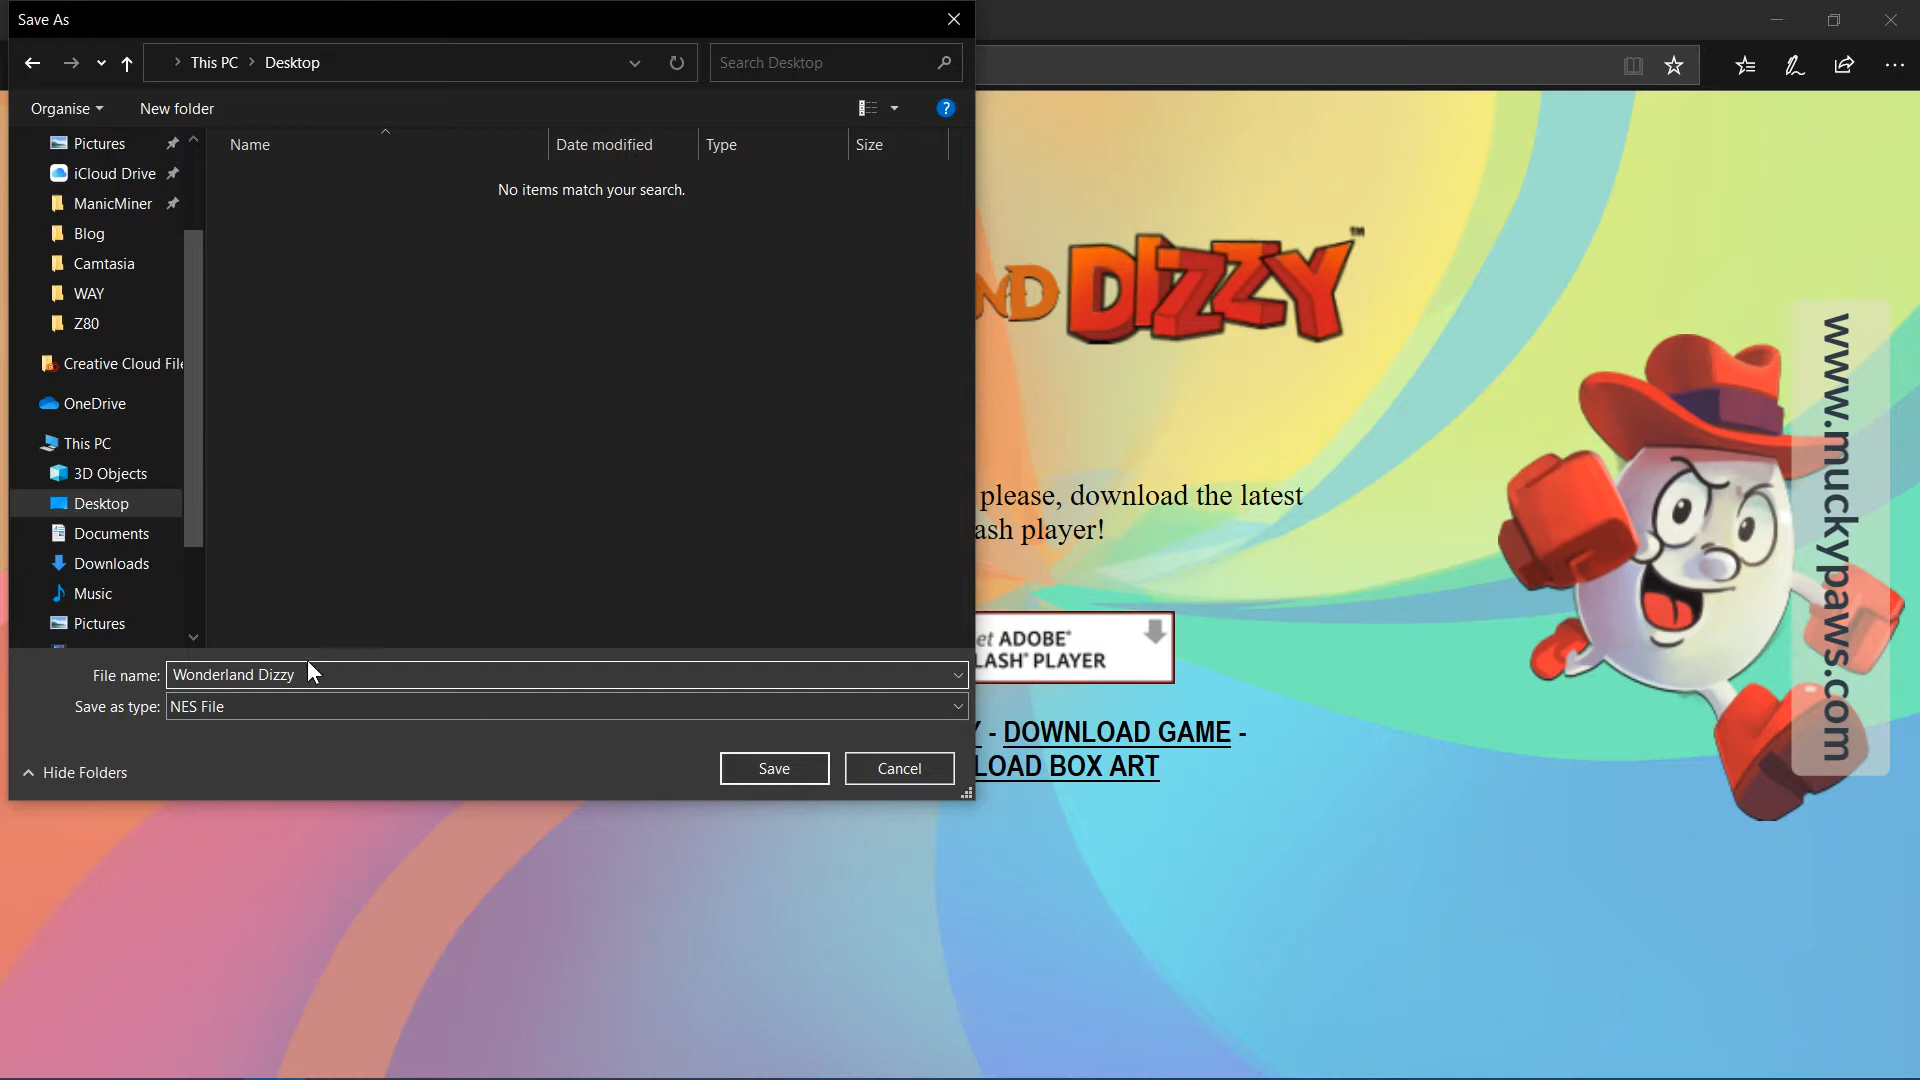 Save As
This PC
Desktop
Search Desktop
Organise
New folder
Name
Date modified
Type
Size
No items match your search.
Pictures
iCloud Drive
ManicMiner
Blog
Camtasia
WAY
Z80
Creative Cloud File
OneDrive
This PC
3D Objects
Desktop
Documents
Downloads
Music
Pictures
File name: Wonderland Dizzy
Save as type: NES File
Hide Folders
Save
Cancel
ND DIZZY™
please, download the latest
ash player!
et ADOBE®
LASH® PLAYER
Y - DOWNLOAD GAME -
LOAD BOX ART
www.muckypaws.com